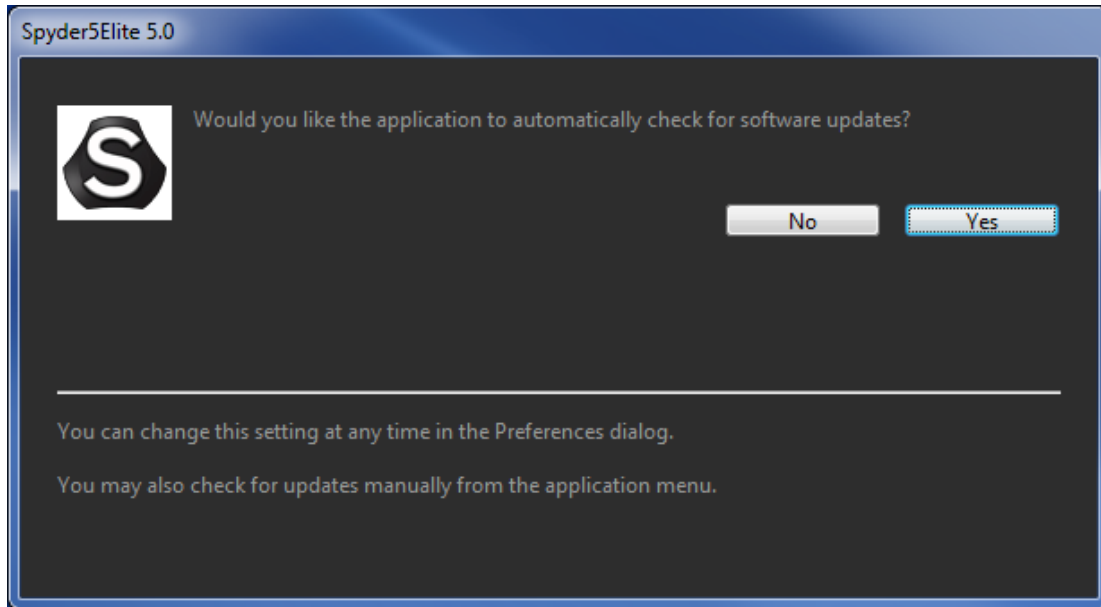 Spyder5Elite 5.0
Would you like the application to automatically check for software updates?
S
No Yes
You can change this setting at any time in the Preferences dialog.
You may also check for updates manually from the application menu.